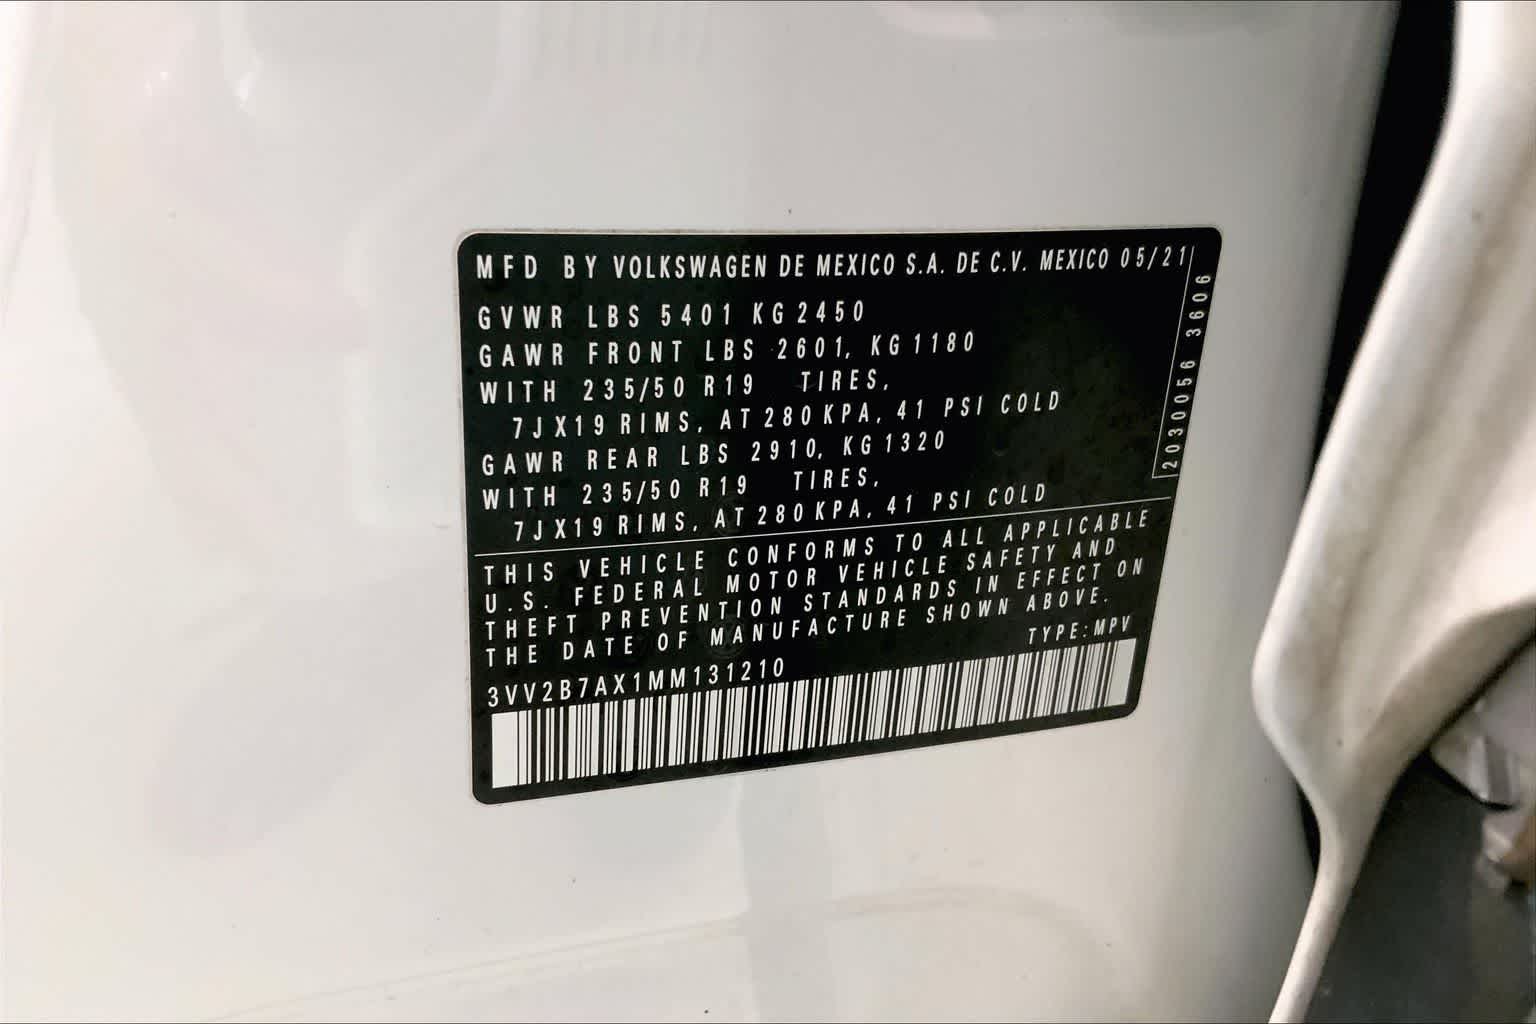 MFD BY VOLKSWAGEN DE MEXICO S.A. DE C.V. MEXICO 05/21
GVWR LBS 5401 KG 2450
GAWR FRONT LBS 2601, KG 1180
WITH 235/50 R19 TIRES,
7JX19 RIMS, AT 280 KPA, 41 PSI COLD
GAWR REAR LBS 2910, KG 1320
WITH 235/50 R19 TIRES,
7JX19 RIMS, AT 280 KPA, 41 PSI COLD
2030056 3606
THIS VEHICLE CONFORMS TO ALL APPLICABLE
U.S. FEDERAL MOTOR VEHICLE SAFETY AND
THEFT PREVENTION STANDARDS IN EFFECT ON
THE DATE OF MANUFACTURE SHOWN ABOVE.
TYPE:MPV
3VV2B7AX1MM131210